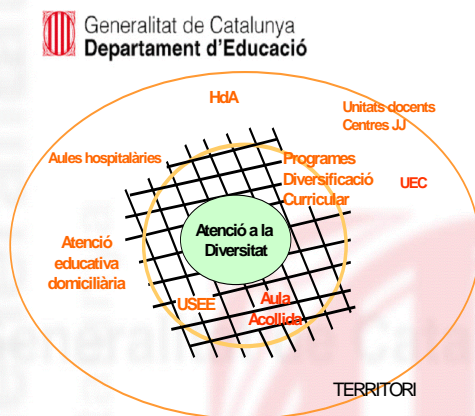 Generalitat de Catalunya
Departament d'Educació
HdA
Unitats docents
Centres JJ
Aules hospitalàries
Programes
Diversificació
Curricular
UEC
Atenció a la
Diversitat
Atenció
educativa
domiciliària
USEE
Aula
Acollida
TERRITORI